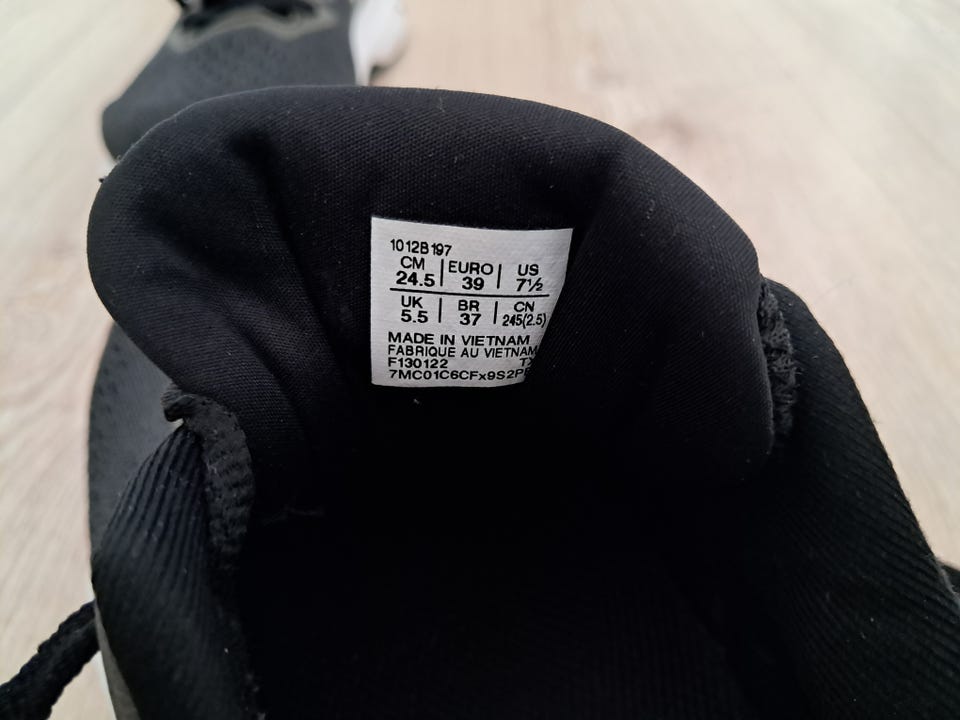 1012B197
CM | EURO | US
24.5 | 39 | 7½
UK | BR | CN
5.5 | 37 | 245(2.5)
MADE IN VIETNAM
FABRIQUE AU VIETNAM
F130122
7MC01C6CFx9S2P